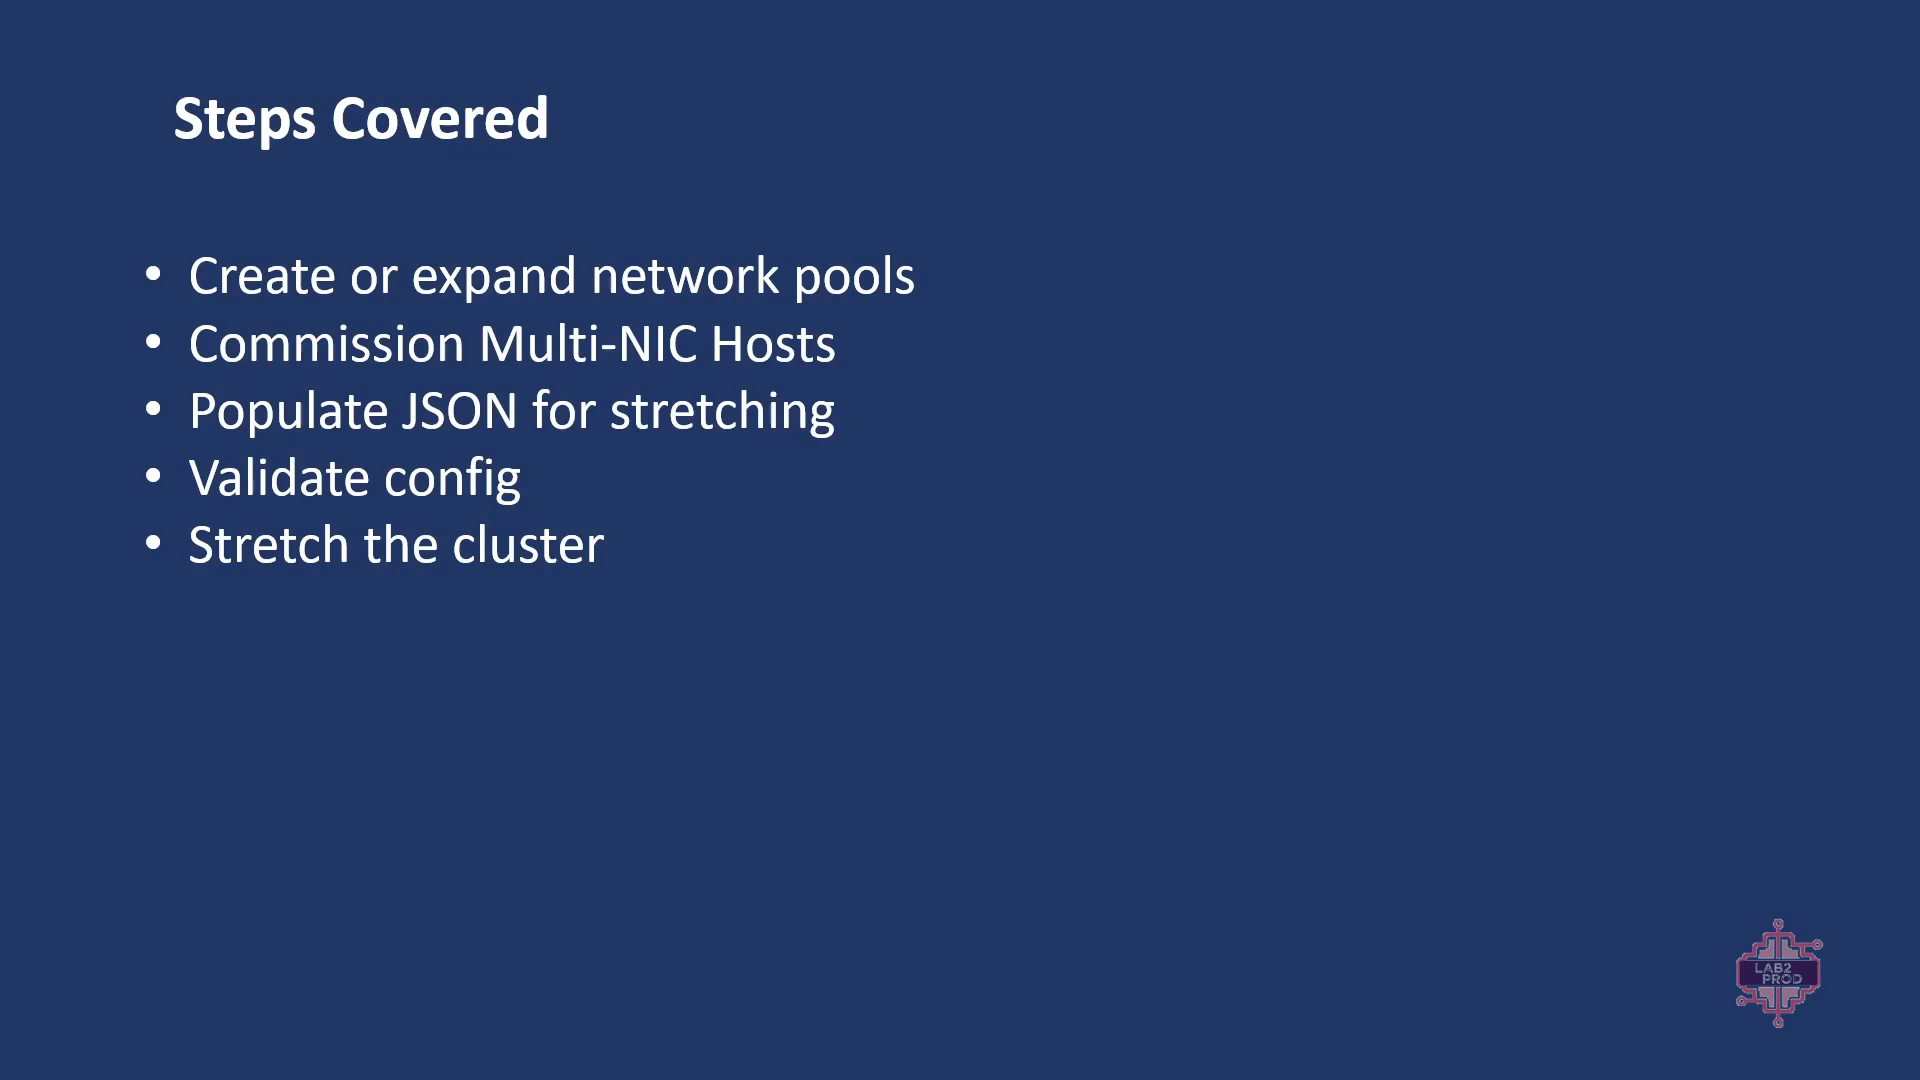 Steps Covered
• Create or expand network pools
• Commission Multi-NIC Hosts
• Populate JSON for stretching
• Validate config
• Stretch the cluster
LAB2
PROD